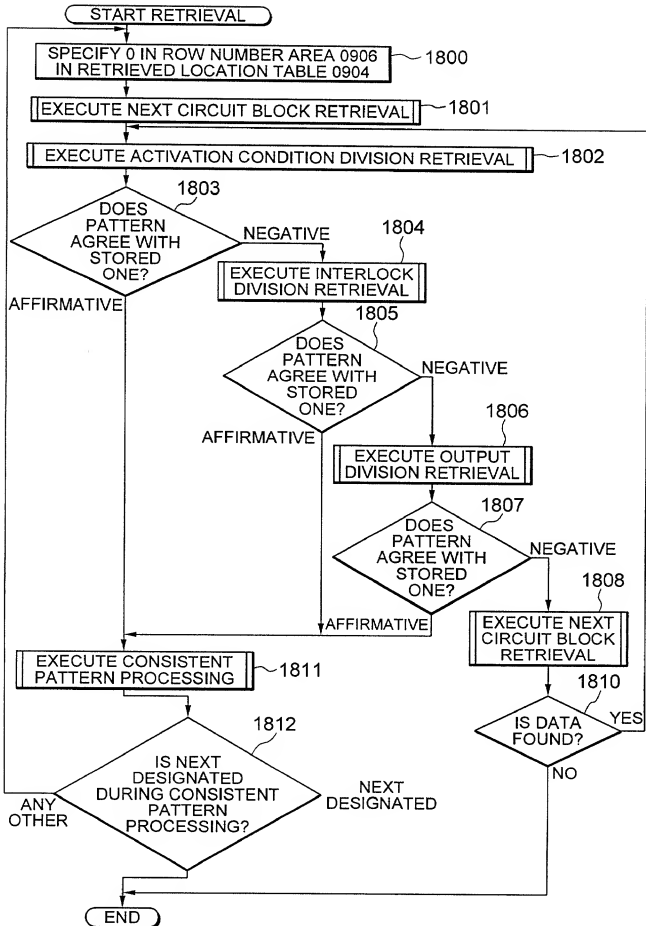 START RETRIEVAL
SPECIFY 0 IN ROW NUMBER AREA 0906
IN RETRIEVED LOCATION TABLE 0904
1800
EXECUTE NEXT CIRCUIT BLOCK RETRIEVAL
1801
EXECUTE ACTIVATION CONDITION DIVISION RETRIEVAL
1802
1803
DOES
PATTERN
AGREE WITH
STORED
ONE?
NEGATIVE
AFFIRMATIVE
1804
EXECUTE INTERLOCK
DIVISION RETRIEVAL
1805
DOES
PATTERN
AGREE WITH
STORED
ONE?
NEGATIVE
AFFIRMATIVE
1806
EXECUTE OUTPUT
DIVISION RETRIEVAL
1807
DOES
PATTERN
AGREE WITH
STORED
ONE?
NEGATIVE
AFFIRMATIVE
1808
EXECUTE NEXT
CIRCUIT BLOCK
RETRIEVAL
1810
IS DATA
FOUND?
YES
NO
EXECUTE CONSISTENT
PATTERN PROCESSING
1811
1812
IS NEXT
DESIGNATED
DURING CONSISTENT
PATTERN
PROCESSING?
ANY
OTHER
NEXT
DESIGNATED
END